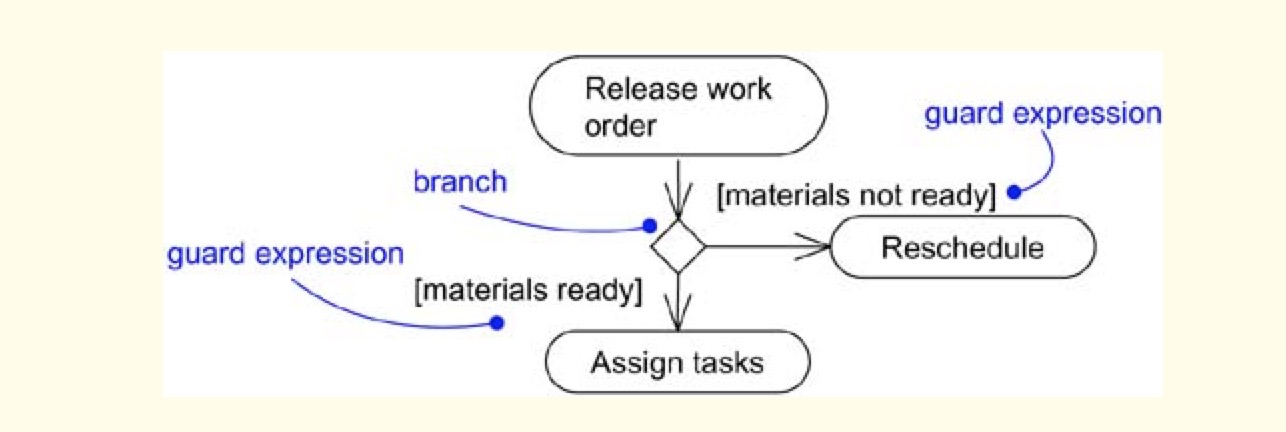 Release work
order
guard expression
branch
[materials not ready]
guard expression
Reschedule
[materials ready]
Assign tasks